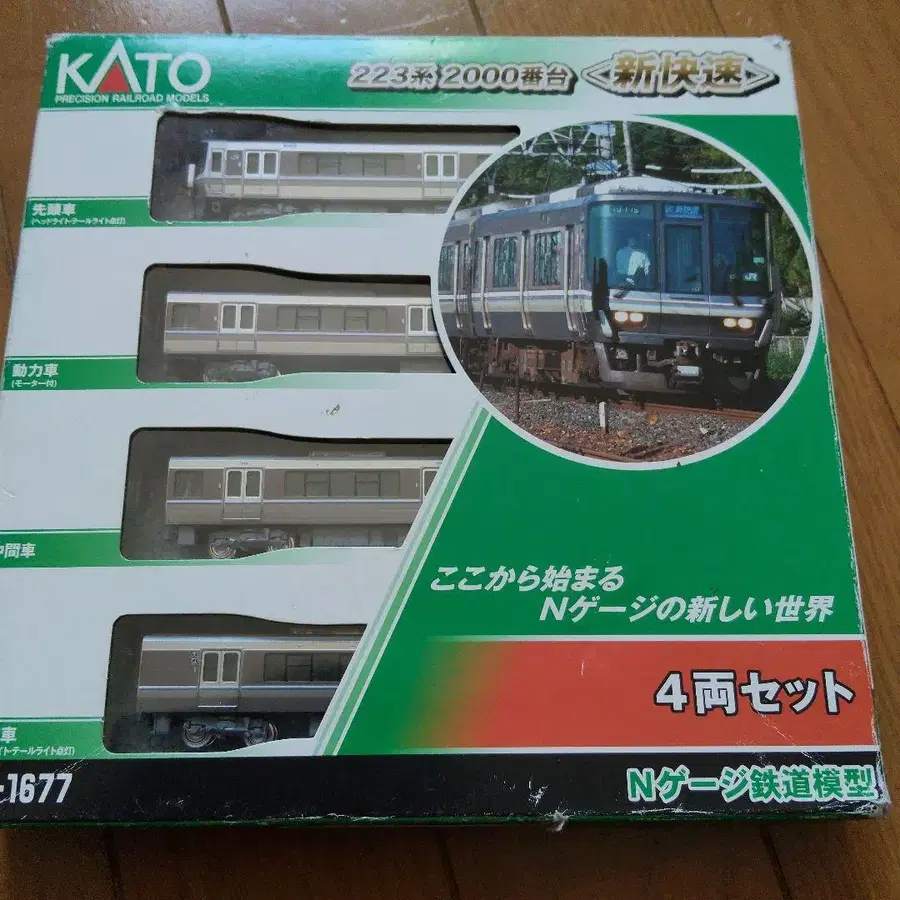 KATO
PRECISION RAILROAD MODELS
223系 2000番台
<新快速>
先頭車
(ヘッドライト・テールライト点灯)
動力車
(モーター付)
中間車
車
イト・テールライト点灯)
ここから始まる
Nゲージの新しい世界
4両セット
-1677
Nゲージ鉄道模型